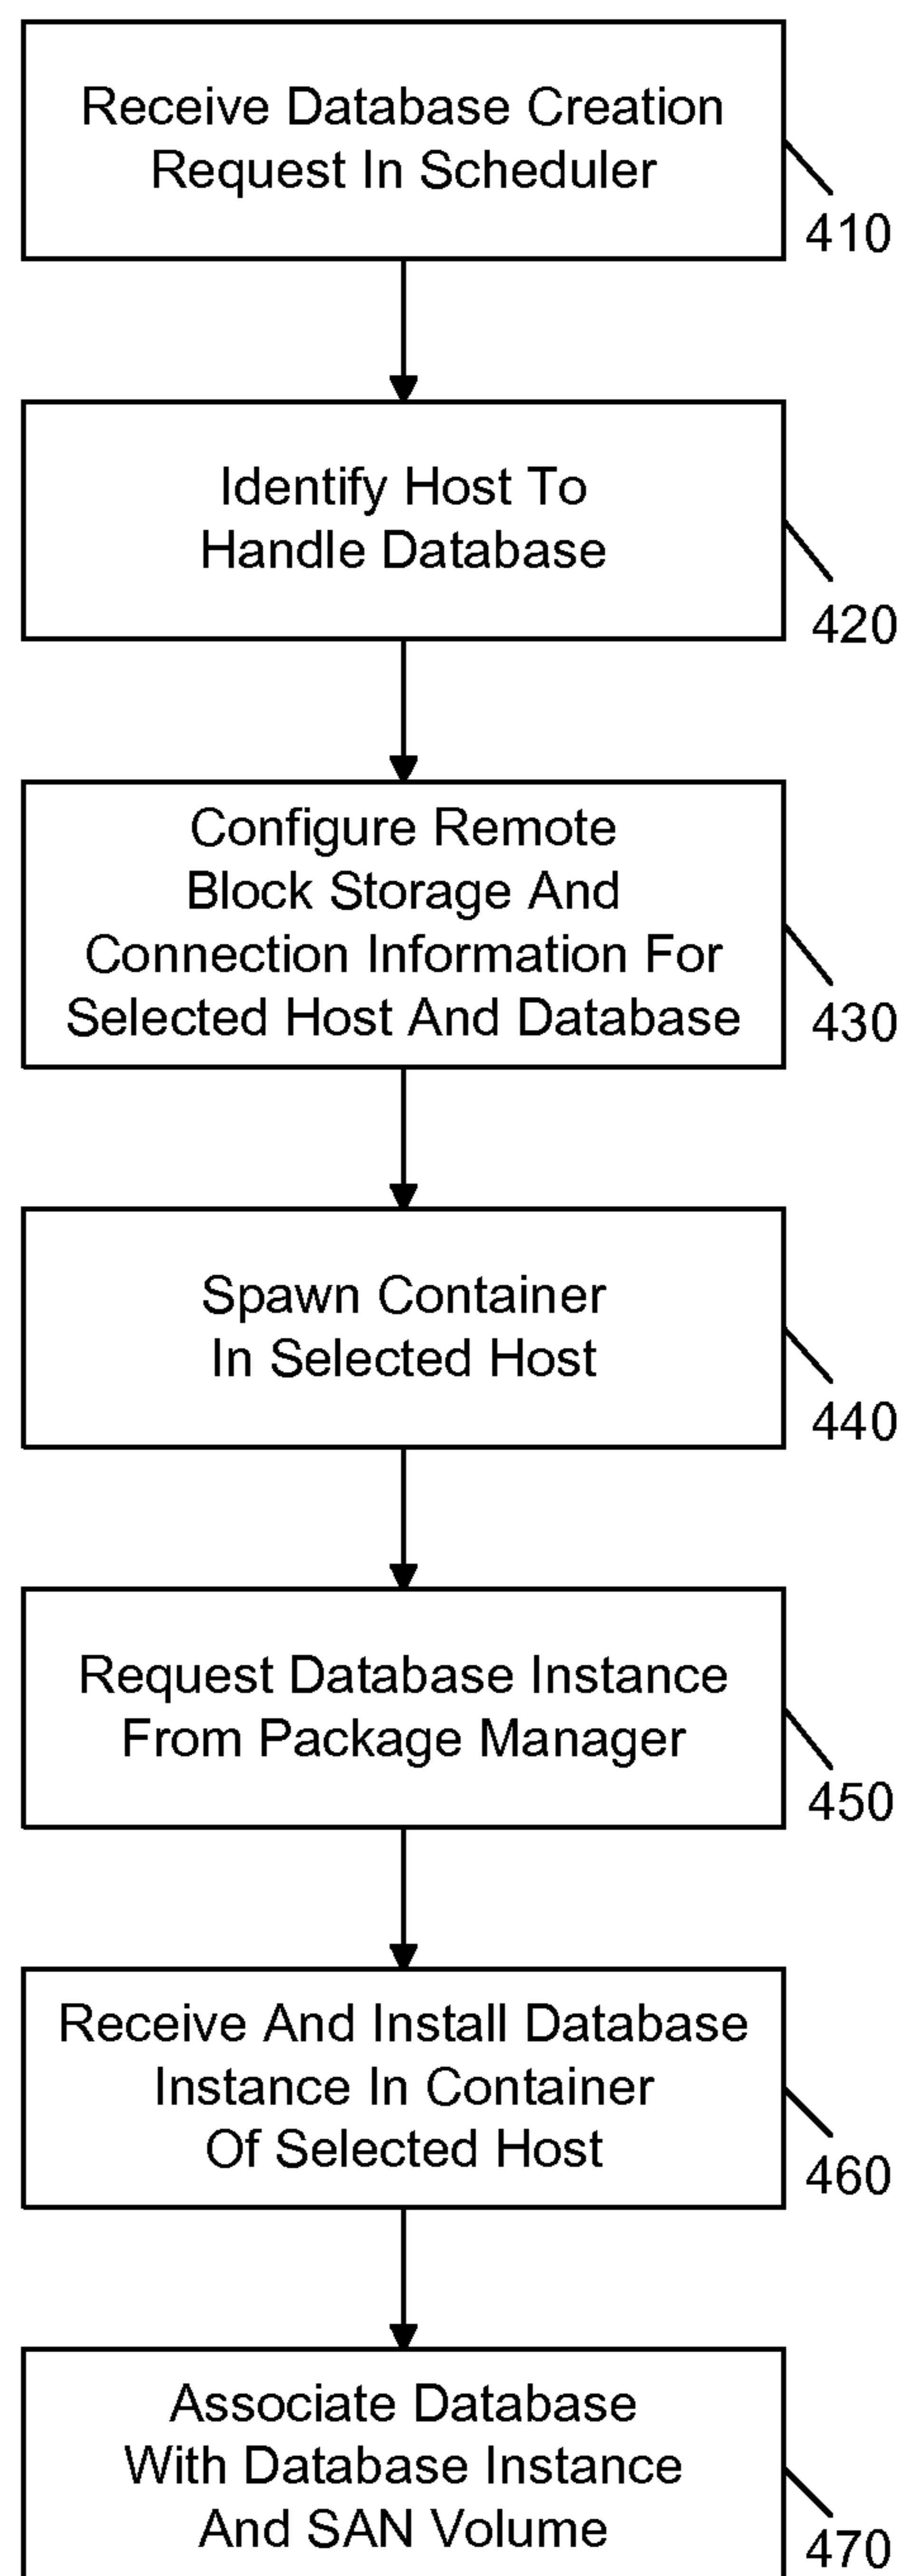 Receive Database Creation
Request In Scheduler
410
Identify Host To
Handle Database
420
Configure Remote
Block Storage And
Connection Information For
Selected Host And Database
430
Spawn Container
In Selected Host
440
Request Database Instance
From Package Manager
450
Receive And Install Database
Instance In Container
Of Selected Host
460
Associate Database
With Database Instance
And SAN Volume
470